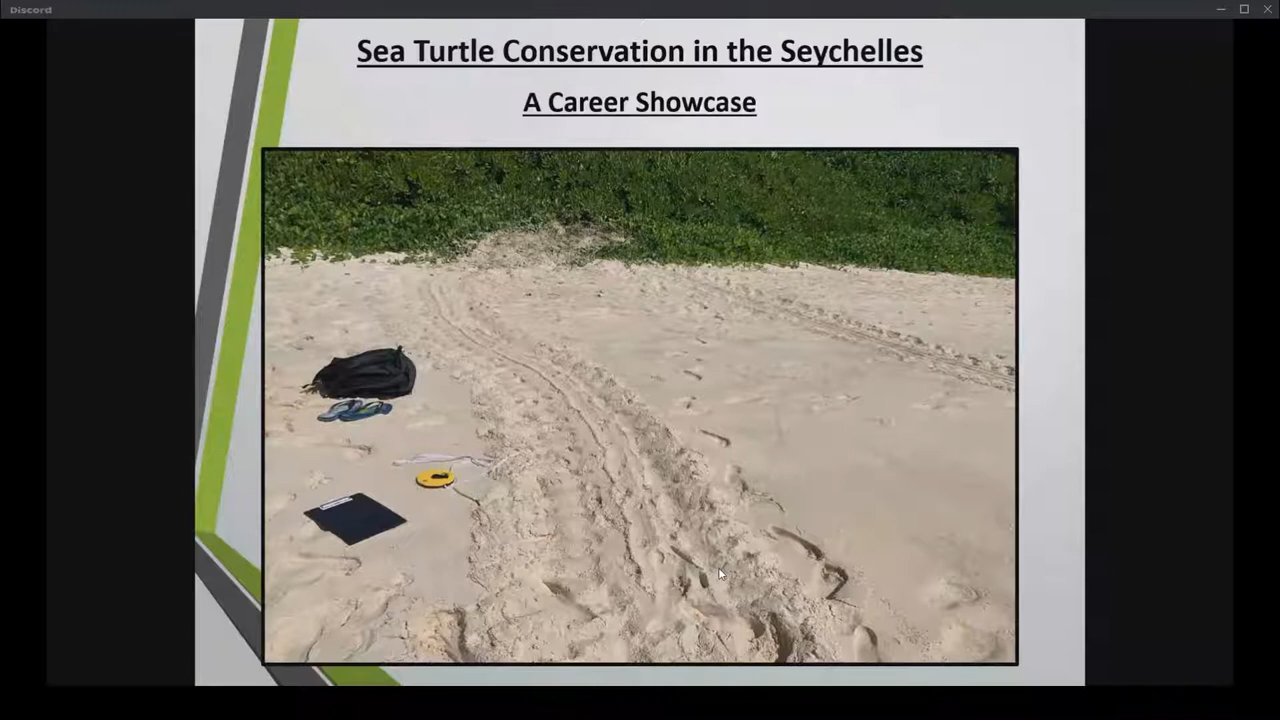 Discord
Sea Turtle Conservation in the Seychelles
A Career Showcase